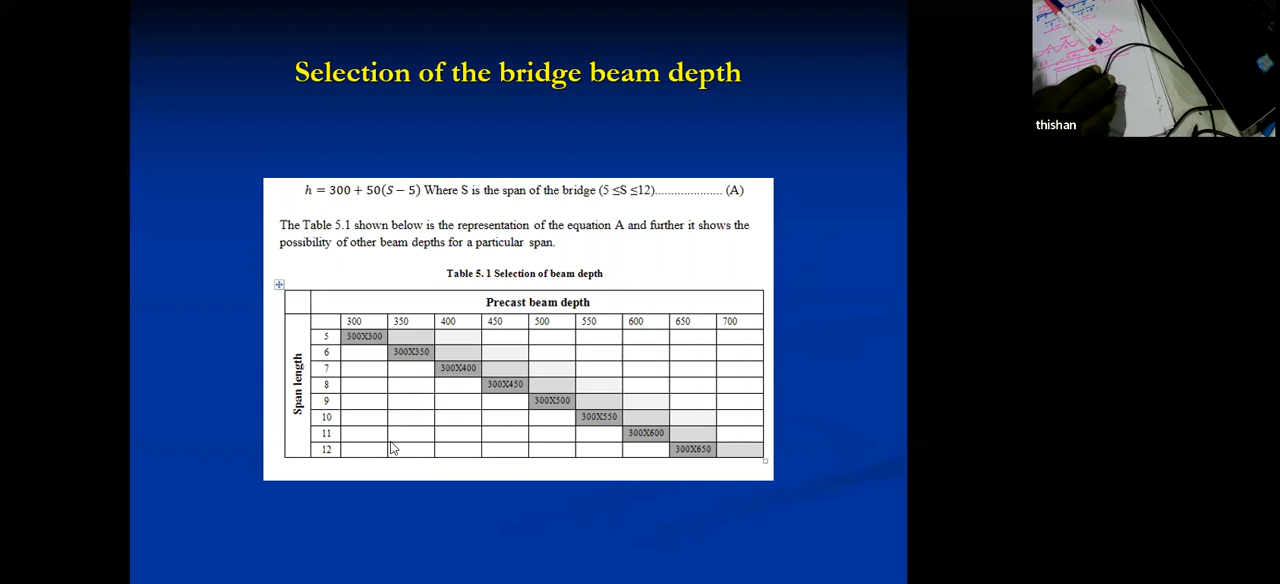 Selection of the bridge beam depth
thishan
h = 300 + 50(S − 5) Where S is the span of the bridge (5 ≤S ≤12)..................... (A)
The Table 5.1 shown below is the representation of the equation A and further it shows the
possibility of other beam depths for a particular span.
Table 5. 1 Selection of beam depth
Precast beam depth
300 350 400 450 500 550 600 650 700
Span length
5 300X300
6 300X350
7 300X400
8 300X450
9 300X500
10 300X550
11 300X600
12 300X650